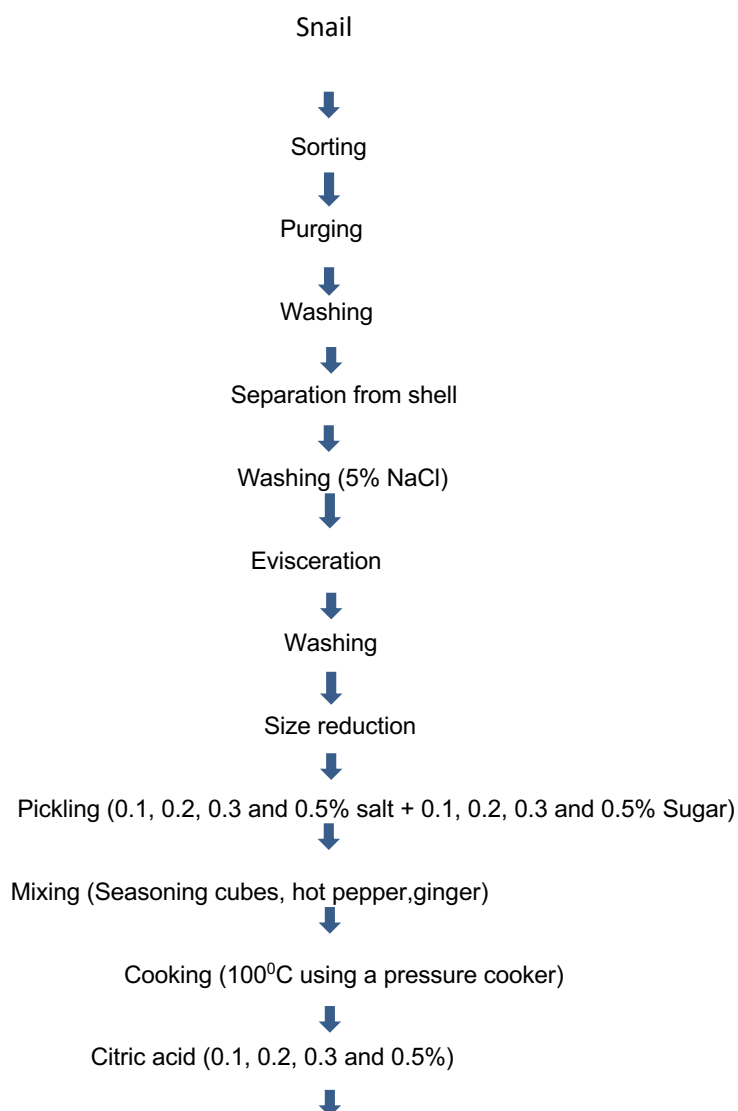 Snail
Sorting
Purging
Washing
Separation from shell
Washing (5% NaCl)
Evisceration
Washing
Size reduction
Pickling (0.1, 0.2, 0.3 and 0.5% salt + 0.1, 0.2, 0.3 and 0.5% Sugar)
Mixing (Seasoning cubes, hot pepper,ginger)
Cooking (100⁰C using a pressure cooker)
Citric acid (0.1, 0.2, 0.3 and 0.5%)